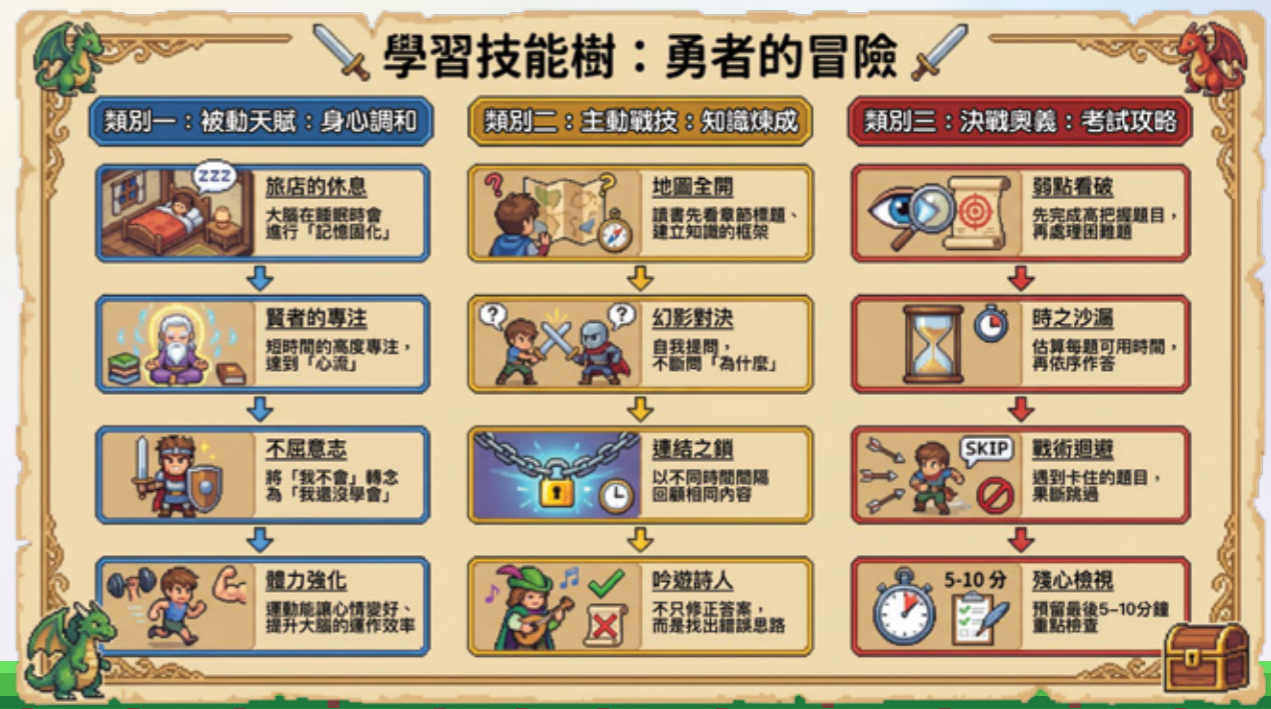 學習技能樹：勇者的冒險
類別一：被動天賦：身心調和
zzz
旅店的休息
大腦在睡眠時會
進行「記憶固化」
賢者的專注
短時間的高度專注，
達到「心流」
不屈意志
將「我不會」轉念
為「我還沒學會」
體力強化
運動能讓心情變好、
提升大腦的運作效率
類別二：主動戰技：知識煉成
?
?
地圖全開
讀書先看章節標題、
建立知識的框架
?
?
幻影對決
自我提問，
不斷問「為什麼」
連結之鎖
以不同時間間隔
回顧相同內容
吟遊詩人
不只修正答案，
而是找出錯誤思路
類別三：決戰奧義：考試攻略
弱點看破
先完成高把握題目，
再處理困難題
時之沙漏
估算每題可用時間，
再依序作答
SKIP
戰術迴避
遇到卡住的題目，
果斷跳過
5-10 分
殘心檢視
預留最後5–10分鐘
重點檢查